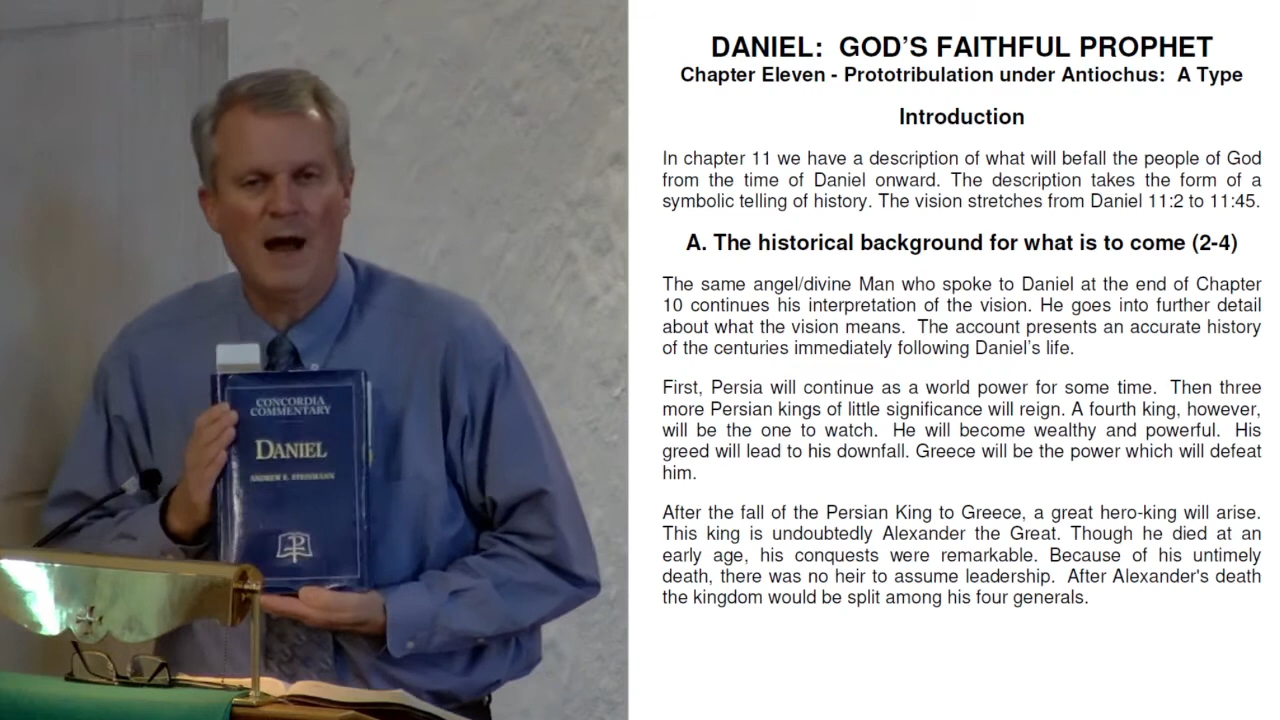 CONCORDIA
COMMENTARY
DANIEL
ANDREW E. STEINMANN
DANIEL:  GOD'S FAITHFUL PROPHET
Chapter Eleven - Prototribulation under Antiochus:  A Type
Introduction
In chapter 11 we have a description of what will befall the people of God
from the time of Daniel onward. The description takes the form of a
symbolic telling of history. The vision stretches from Daniel 11:2 to 11:45.
A. The historical background for what is to come (2-4)
The same angel/divine Man who spoke to Daniel at the end of Chapter
10 continues his interpretation of the vision. He goes into further detail
about what the vision means.  The account presents an accurate history
of the centuries immediately following Daniel's life.
First, Persia will continue as a world power for some time.  Then three
more Persian kings of little significance will reign. A fourth king, however,
will be the one to watch.  He will become wealthy and powerful.  His
greed will lead to his downfall. Greece will be the power which will defeat
him.
After the fall of the Persian King to Greece, a great hero-king will arise.
This king is undoubtedly Alexander the Great. Though he died at an
early age, his conquests were remarkable. Because of his untimely
death, there was no heir to assume leadership.  After Alexander's death
the kingdom would be split among his four generals.